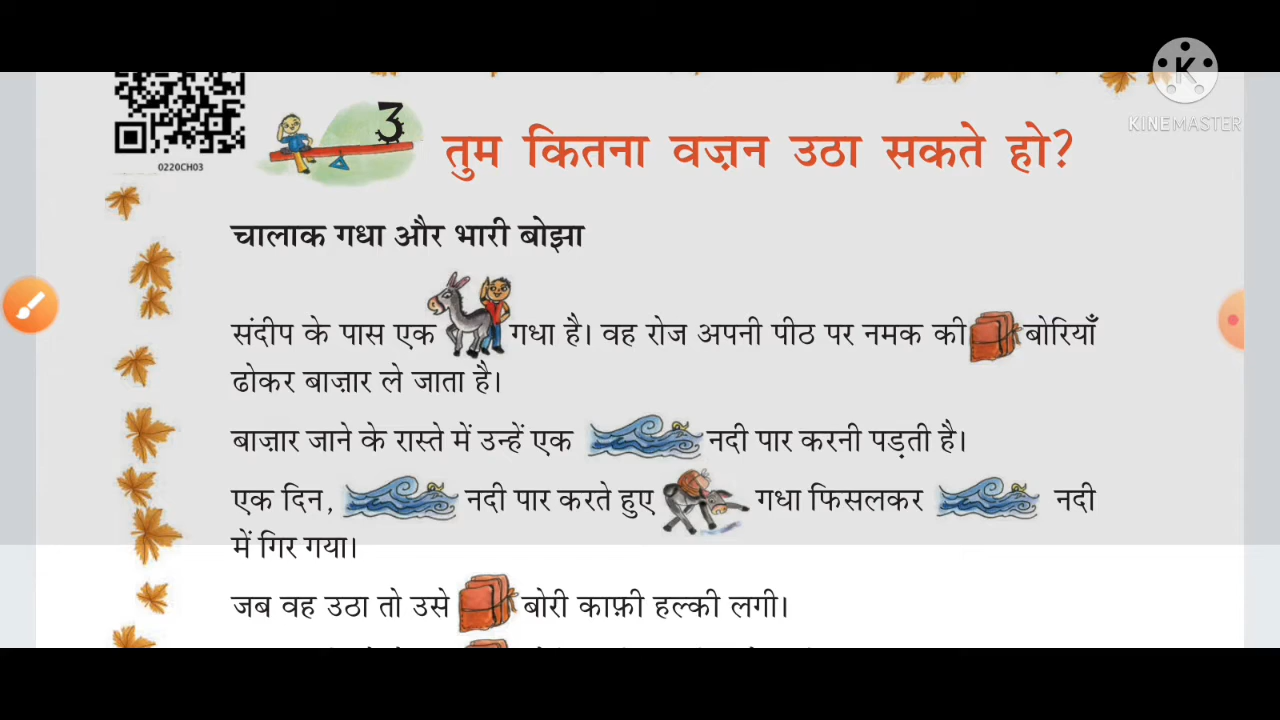 KINEMASTER
0220CH03
3
तुम कितना वज़न उठा सकते हो?
चालाक गधा और भारी बोझा
संदीप के पास एक गधा है। वह रोज अपनी पीठ पर नमक की बोरियाँ
ढोकर बाज़ार ले जाता है।
बाज़ार जाने के रास्ते में उन्हें एक नदी पार करनी पड़ती है।
एक दिन, नदी पार करते हुए गधा फिसलकर नदी
में गिर गया।
जब वह उठा तो उसे बोरी काफ़ी हल्की लगी।